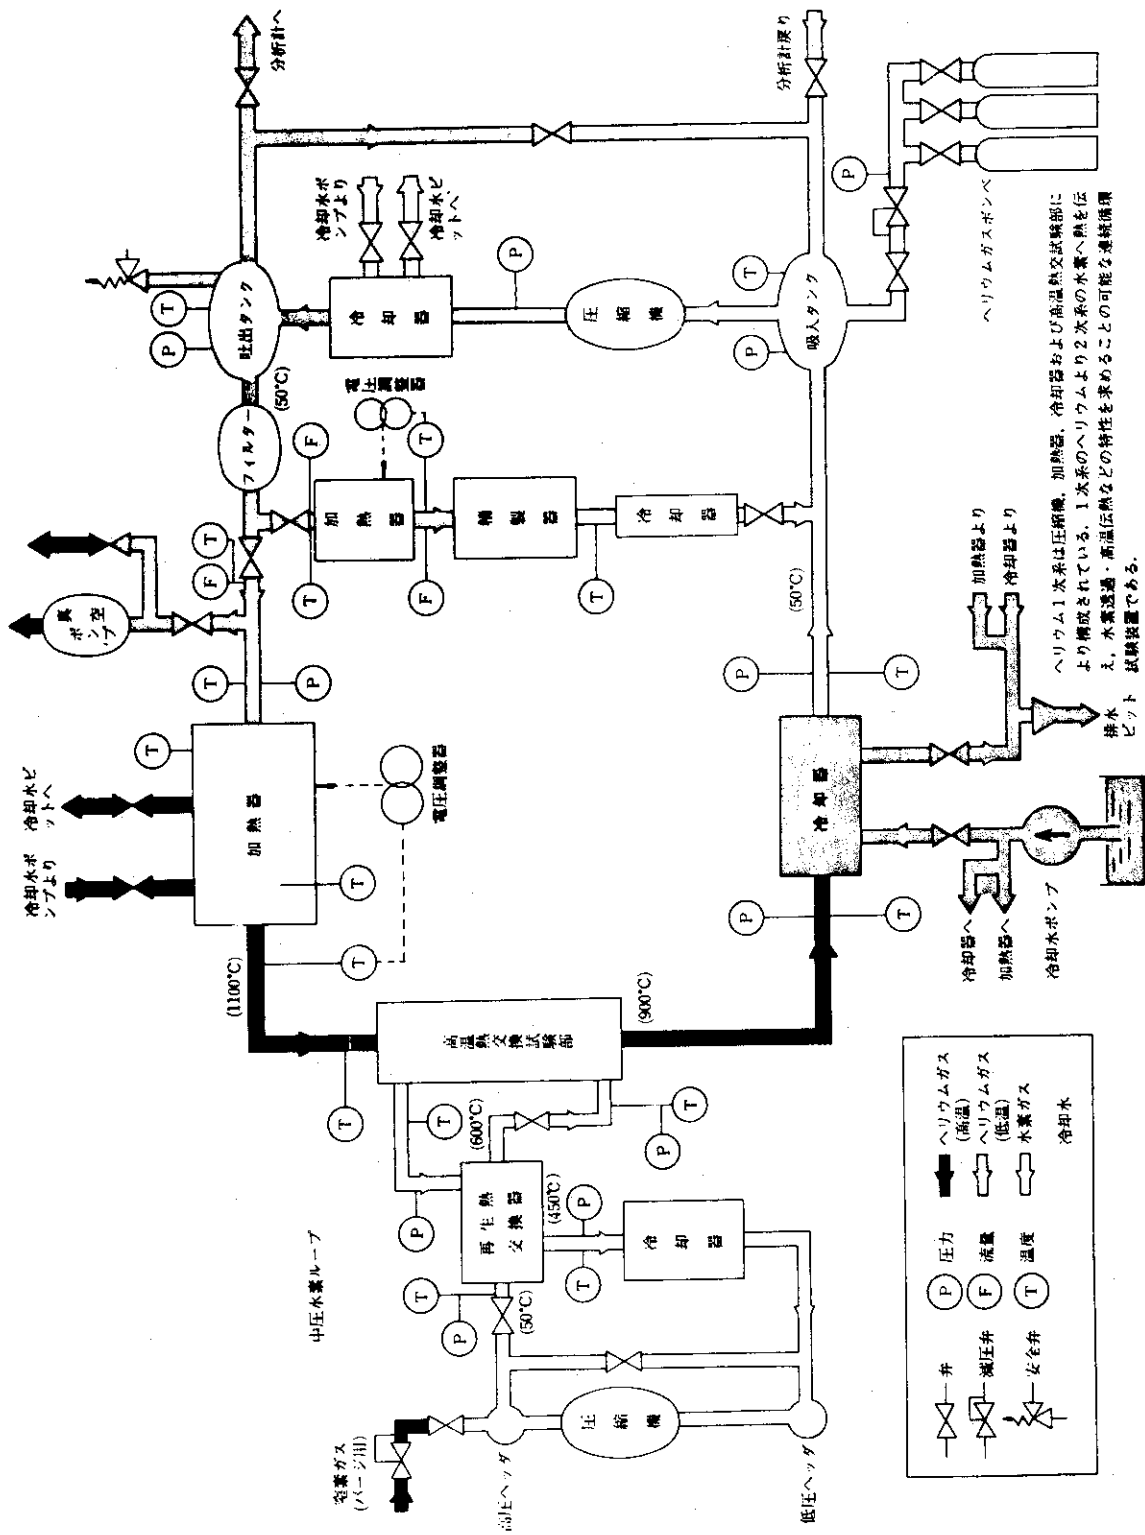 分析計へ
分析計戻り
吐出タンク
(50°C)
フィルター
冷却水ポ
ンプより
冷却水ピ
ットへ
冷却器
圧縮機
吸入タンク
P
T
P
T
P
P
T
ヘリウムガスボンベ
電圧調整器
加熱器
精製器
冷却器
F
T
F
T
T
(50°C)
真空
ポンプ
T
F
T
P
冷却水ポ
ンプより
冷却水ピ
ットへ
加熱器
T
T
T
電圧調整器
(1100°C)
高温熱交換試験部
(900°C)
P
T
冷却器
P
T
加熱器より
冷却器より
排水
ピット
冷却器へ
加熱器へ
冷却水ポンプ
中圧水素ループ
T
T
P
T
P
(600°C)
再生熱
交換器
(450°C)
P
T
冷却器
T
P
(50°C)
窒素ガス
(パージ用)
高圧ヘッダ
圧縮機
低圧ヘッダ
弁
減圧弁
安全弁
P 圧力
F 流量
T 温度
ヘリウムガス
(高温)
ヘリウムガス
(低温)
水素ガス
冷却水
ヘリウム1次系は圧縮機、加熱器、冷却器および高温熱交試験部に
より構成されている。1次系のヘリウムより2次系の水素へ熱を伝
え、水素透過・高温伝熱などの特性を求めることの可能な連続循環
試験装置である。